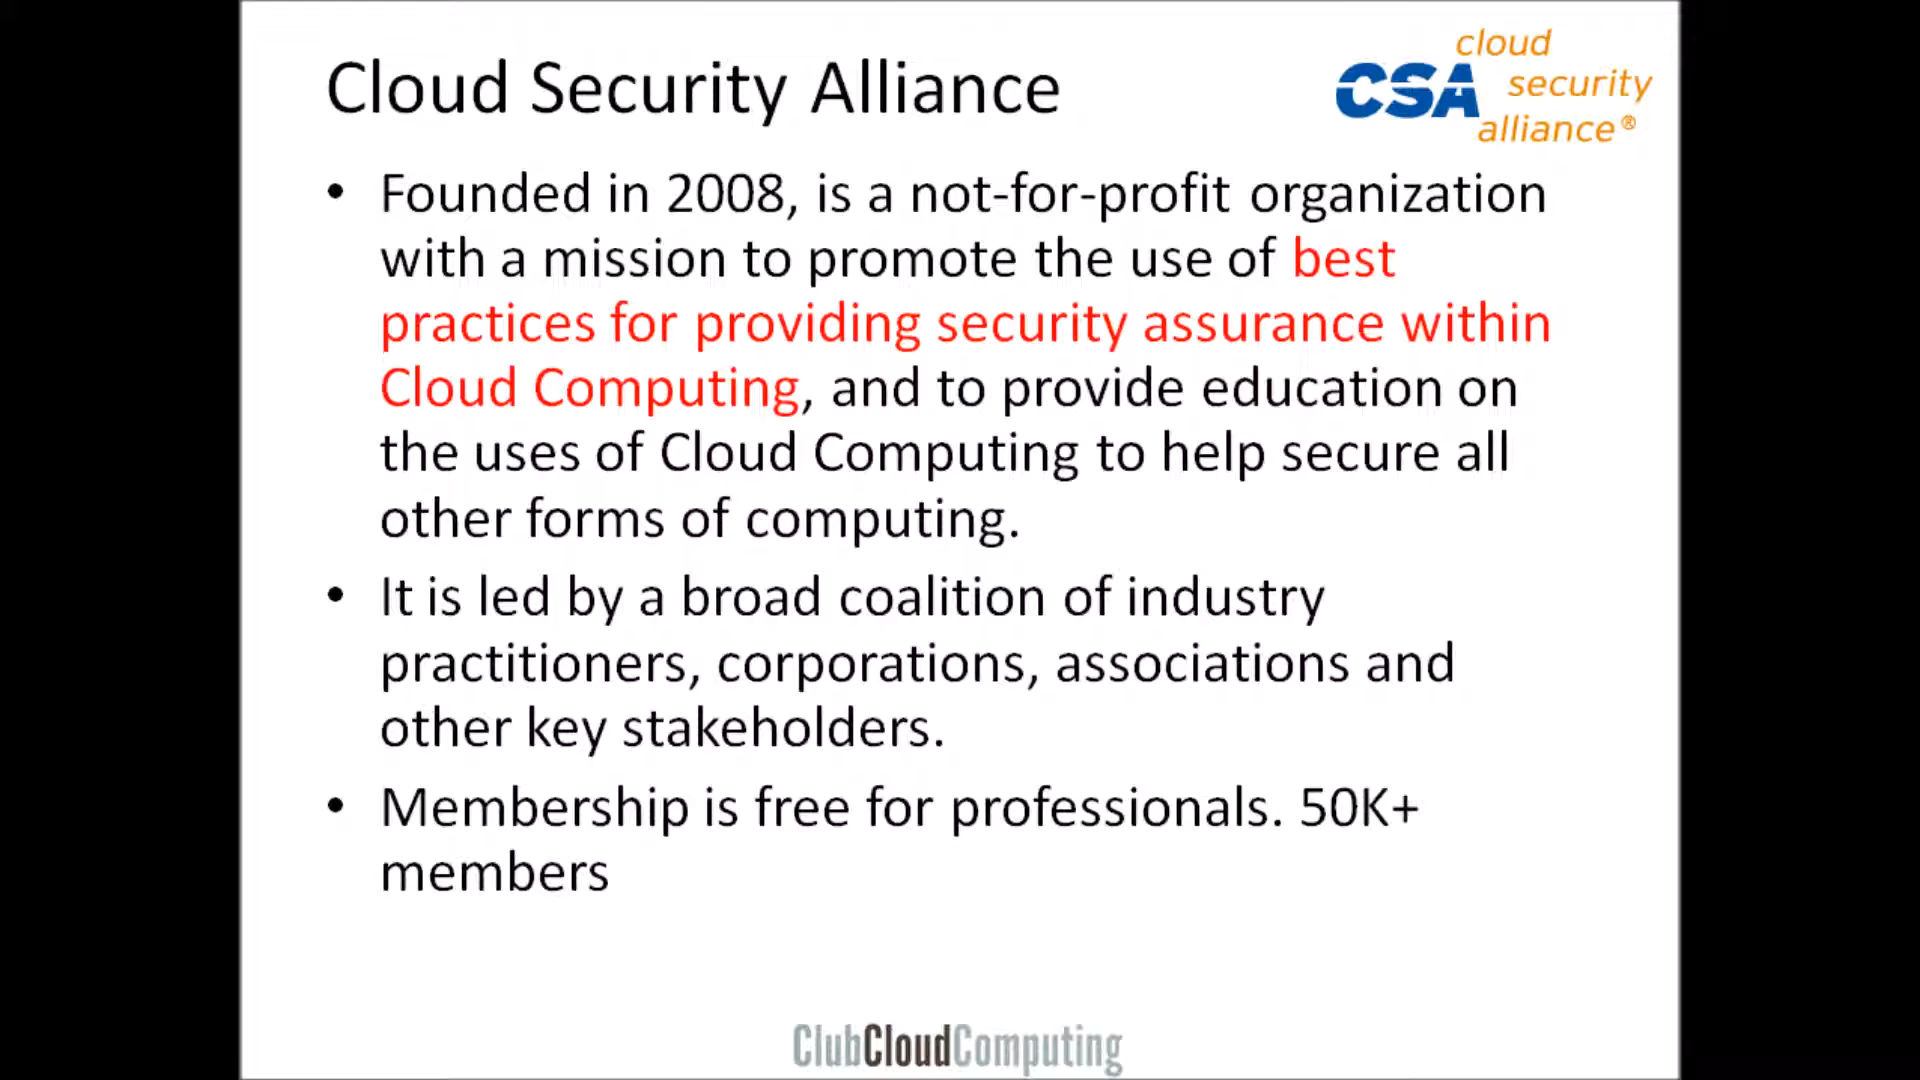 Cloud Security Alliance
cloud
CSA security
alliance®
• Founded in 2008, is a not-for-profit organization
with a mission to promote the use of best
practices for providing security assurance within
Cloud Computing, and to provide education on
the uses of Cloud Computing to help secure all
other forms of computing.
• It is led by a broad coalition of industry
practitioners, corporations, associations and
other key stakeholders.
• Membership is free for professionals. 50K+
members
ClubCloudComputing